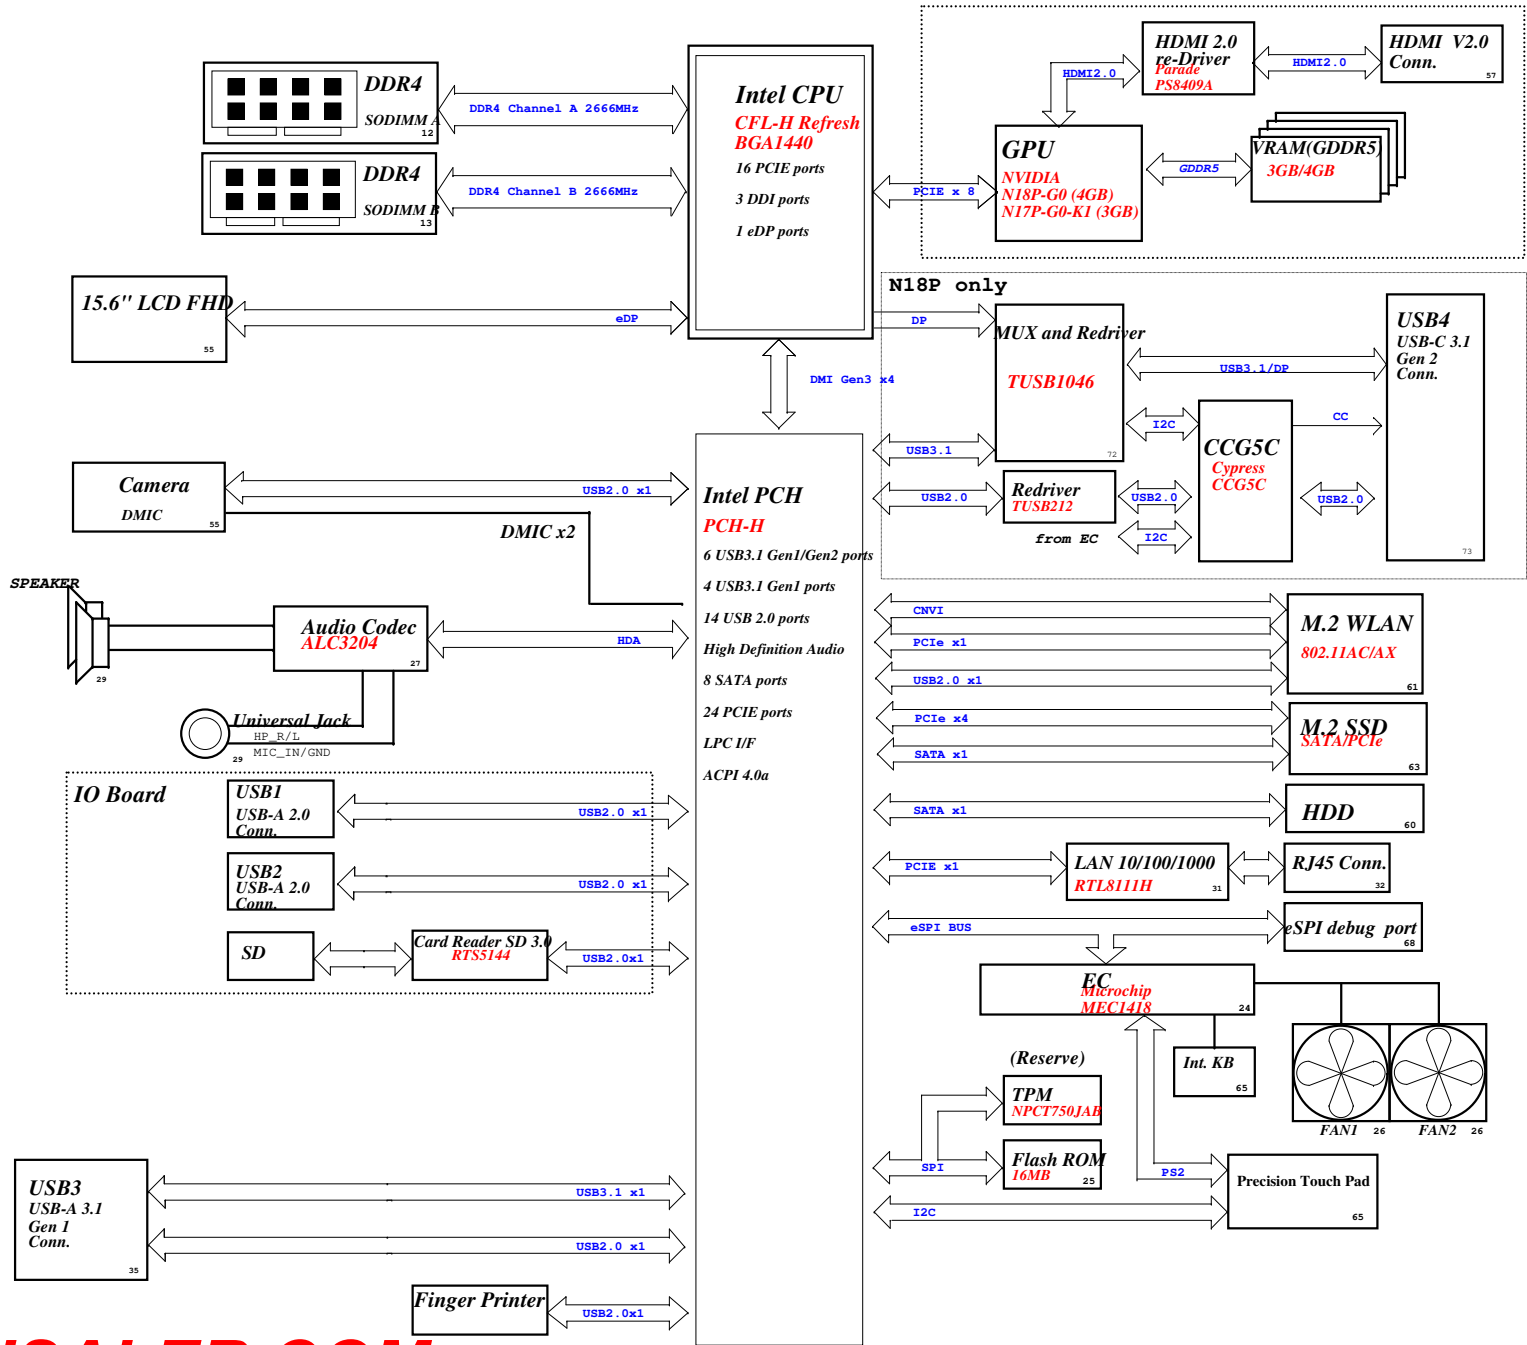 DDR4
SODIMM A
12
DDR4 Channel A 2666MHz
DDR4
SODIMM B
13
DDR4 Channel B 2666MHz
Intel CPU
CFL-H Refresh
BGA1440
16 PCIE ports
3 DDI ports
1 eDP ports
PCIE x 8
GPU
NVIDIA
N18P-G0 (4GB)
N17P-G0-K1 (3GB)
HDMI2.0
HDMI 2.0
re-Driver
Parade
PS8409A
HDMI2.0
HDMI V2.0
Conn.
57
GDDR5
VRAM(GDDR5)
3GB/4GB
15.6" LCD FHD
55
eDP
N18P only
DP
MUX and Redriver
TUSB1046
72
USB3.1/DP
USB4
USB-C 3.1
Gen 2
Conn.
73
DMI Gen3 x4
I2C
CC
USB3.1
CCG5C
Cypress
CCG5C
USB2.0
Redriver
TUSB212
USB2.0
USB2.0
from EC
I2C
Camera
DMIC
55
USB2.0 x1
DMIC x2
Intel PCH
PCH-H
6 USB3.1 Gen1/Gen2 ports
4 USB3.1 Gen1 ports
14 USB 2.0 ports
High Definition Audio
8 SATA ports
24 PCIE ports
LPC I/F
ACPI 4.0a
SPEAKER
29
Audio Codec
ALC3204
27
HDA
Universal Jack
HP_R/L
MIC_IN/GND
29
CNVI
PCIe x1
USB2.0 x1
M.2 WLAN
802.11AC/AX
61
PCIe x4
SATA x1
M.2 SSD
SATA/PCIe
63
IO Board
USB1
USB-A 2.0
Conn.
USB2.0 x1
USB2
USB-A 2.0
Conn.
USB2.0 x1
SD
Card Reader SD 3.0
RTS5144
USB2.0x1
SATA x1
HDD
60
PCIE x1
LAN 10/100/1000
RTL8111H
31
RJ45 Conn.
32
eSPI BUS
eSPI debug port
68
EC
Microchip
MEC1418
24
Int. KB
65
FAN1 26
FAN2 26
(Reserve)
TPM
NPCT750JAB
SPI
Flash ROM
16MB
25
PS2
I2C
Precision Touch Pad
65
USB3
USB-A 3.1
Gen 1
Conn.
35
USB3.1 x1
USB2.0 x1
Finger Printer
USB2.0x1